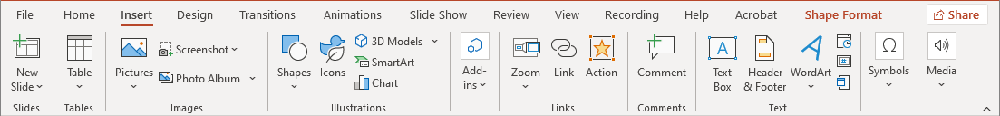 File Home Insert Design Transitions Animations Slide Show Review View Recording Help Acrobat Shape Format Share
New Slide
Slides
Table
Tables
Pictures
Screenshot
Photo Album
Images
Shapes
Icons
3D Models
SmartArt
Chart
Illustrations
Add-
ins
Zoom
Link
Action
Links
Comment
Comments
A
Text
Box
Header
& Footer
A
WordArt
#
Text
Ω
Symbols
Media